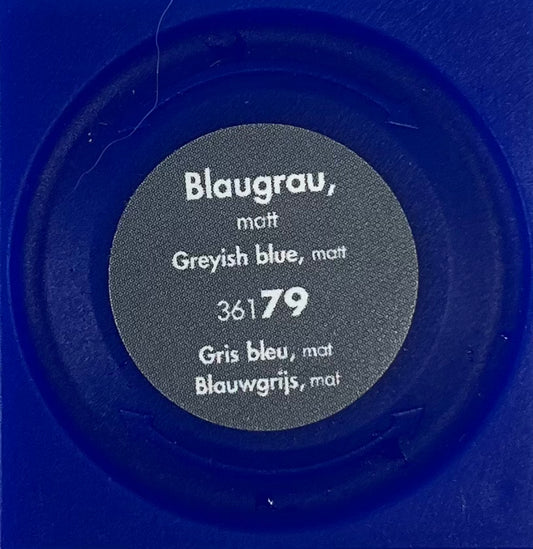 Blaugrau,
matt
Greyish blue, matt
36179
Gris bleu, mat
Blauwgrijs, mat